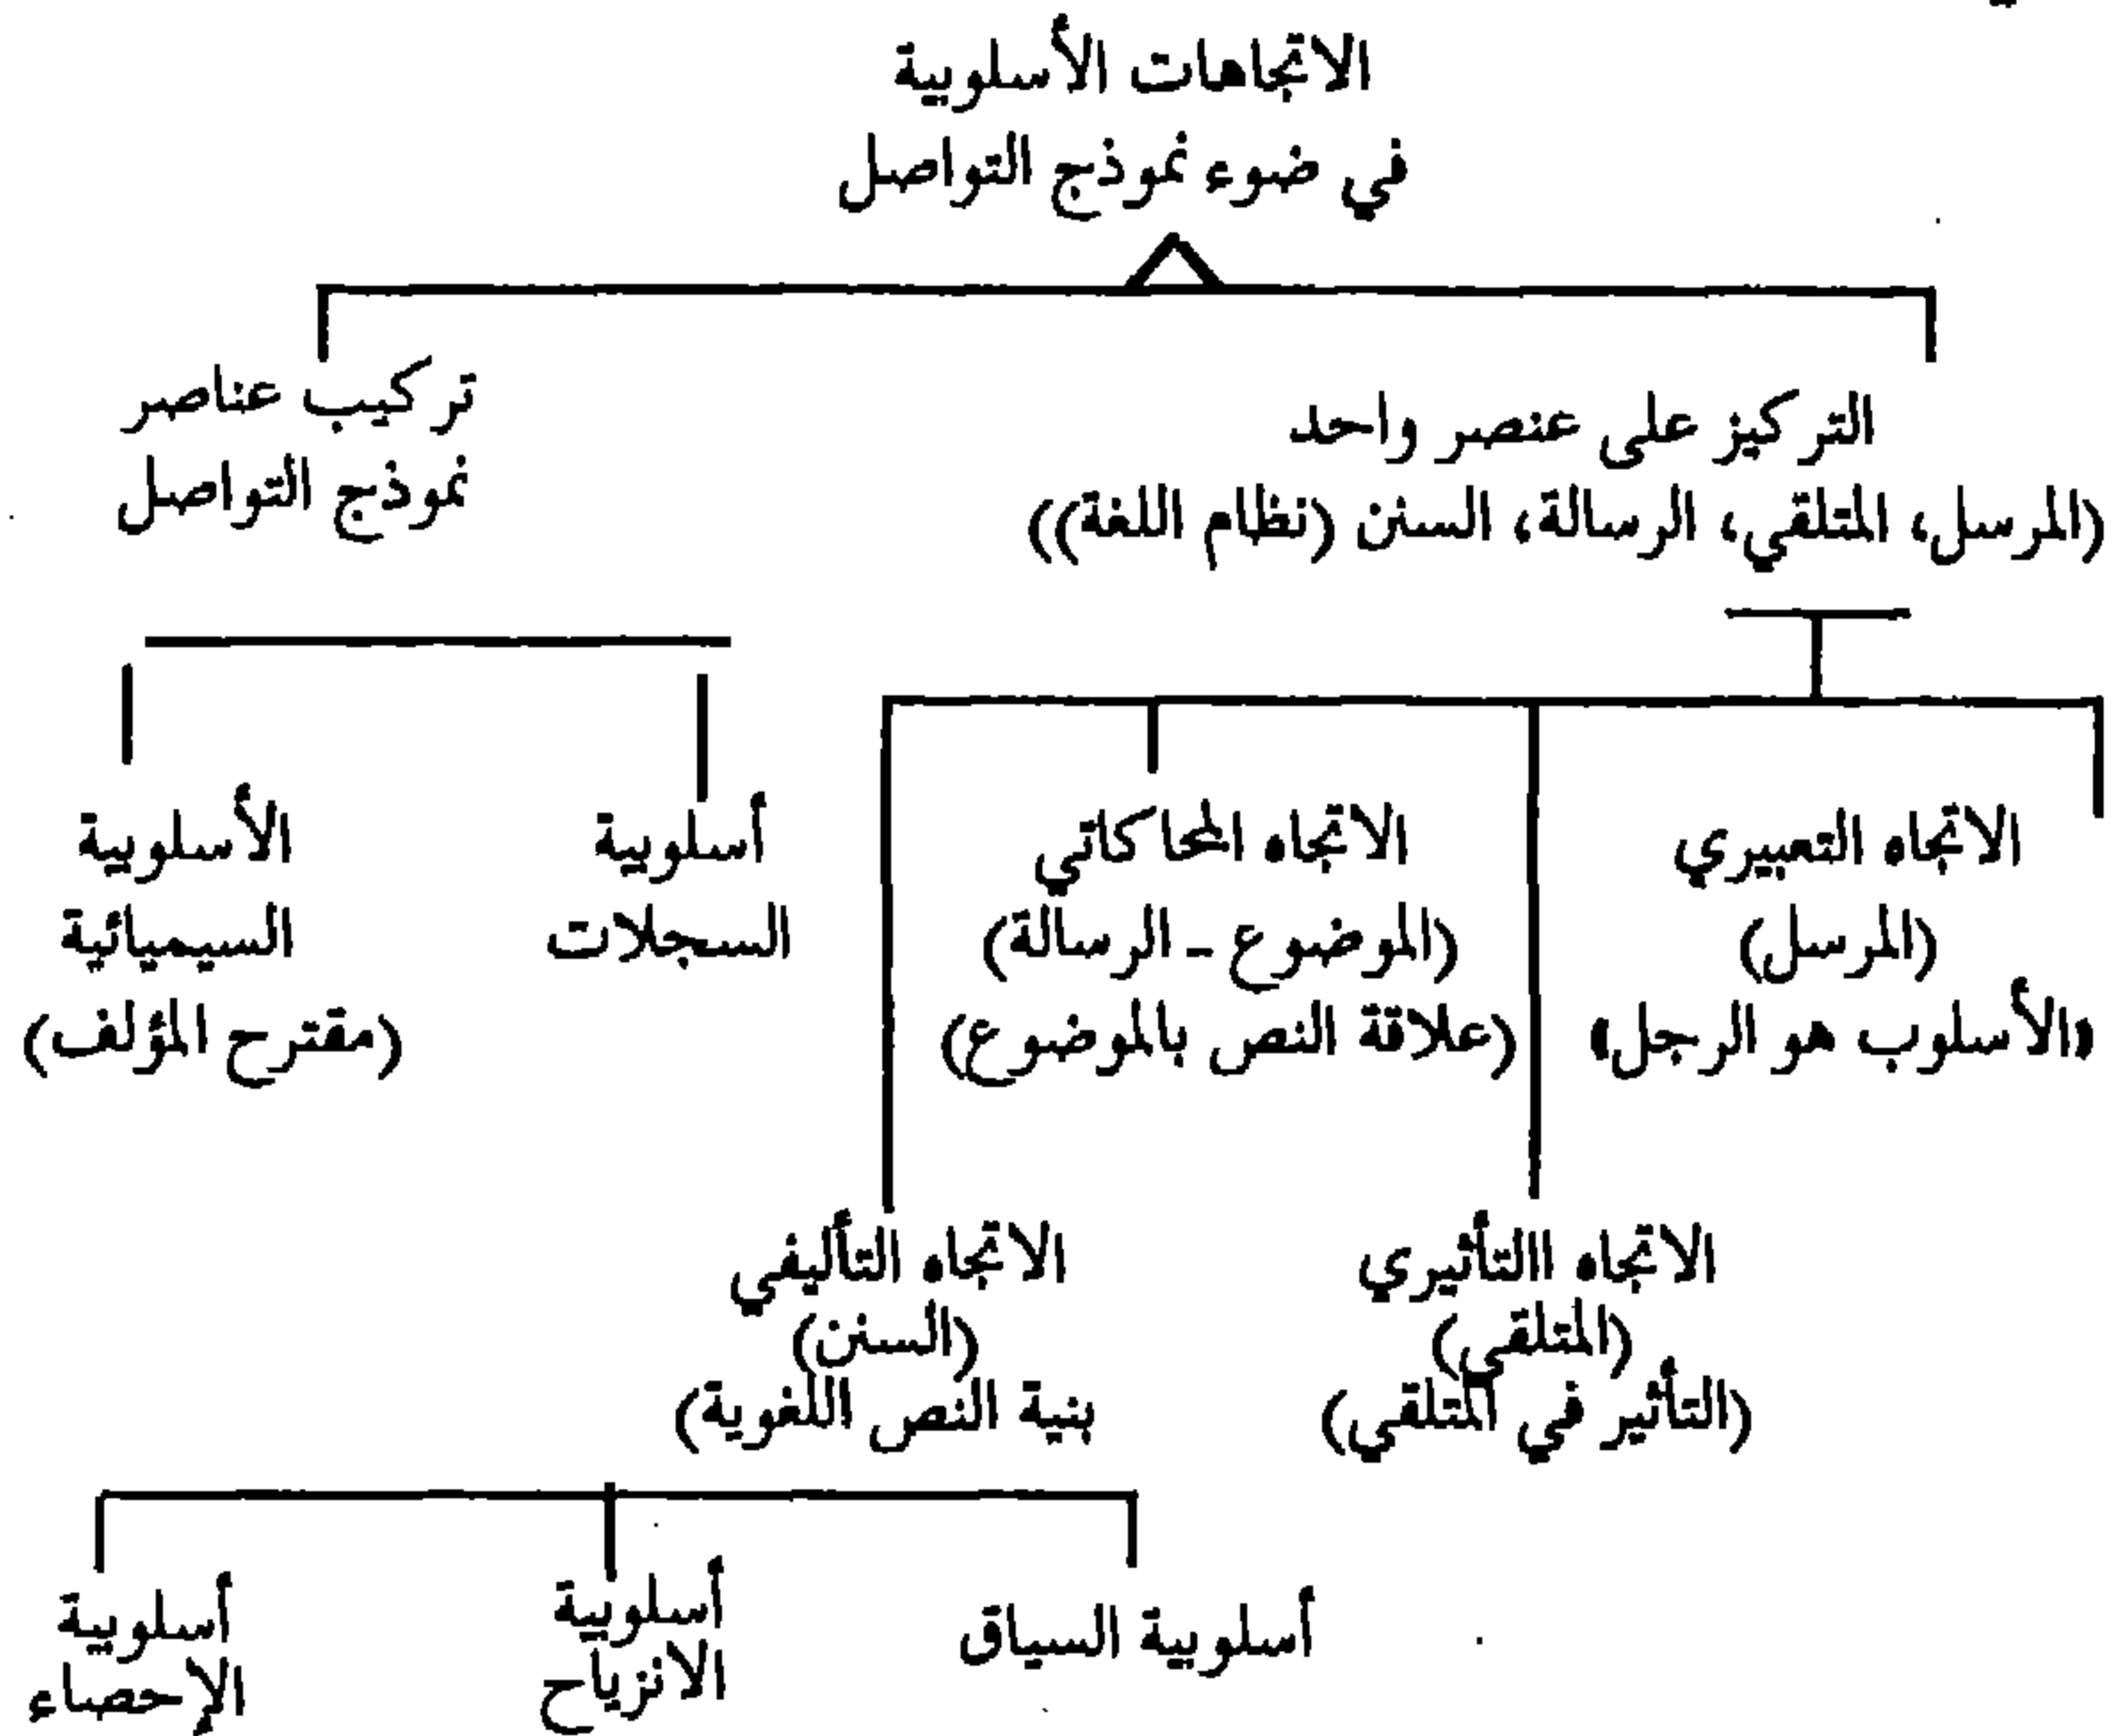 الاتجاهات الأسلوبية
في ضوء نموذج التواصل
التركيز على عنصر واحد
(المرسل، المتلقي، الرسالة، السنن (نظام اللغة))
تركيب عناصر
نموذج التواصل
الاتجاه التعبيري
(المرسل)
«الأسلوب هو الرجل»
الاتجاه المحاكاتي
(الموضوع - الرسالة)
(علاقة النص بالموضوع)
أسلوبية
السجلات
الأسلوبية
السيميائية
(مقترح المؤلف)
الاتجاه االتأثيري
(المتلقي)
(التأثير في المتلقي)
الاتجاه التأليفي
(السنن)
بنية النص اللغوية)
أسلوبية السياق
أسلوبية
الانزياح
أسلوبية
الإحصاء